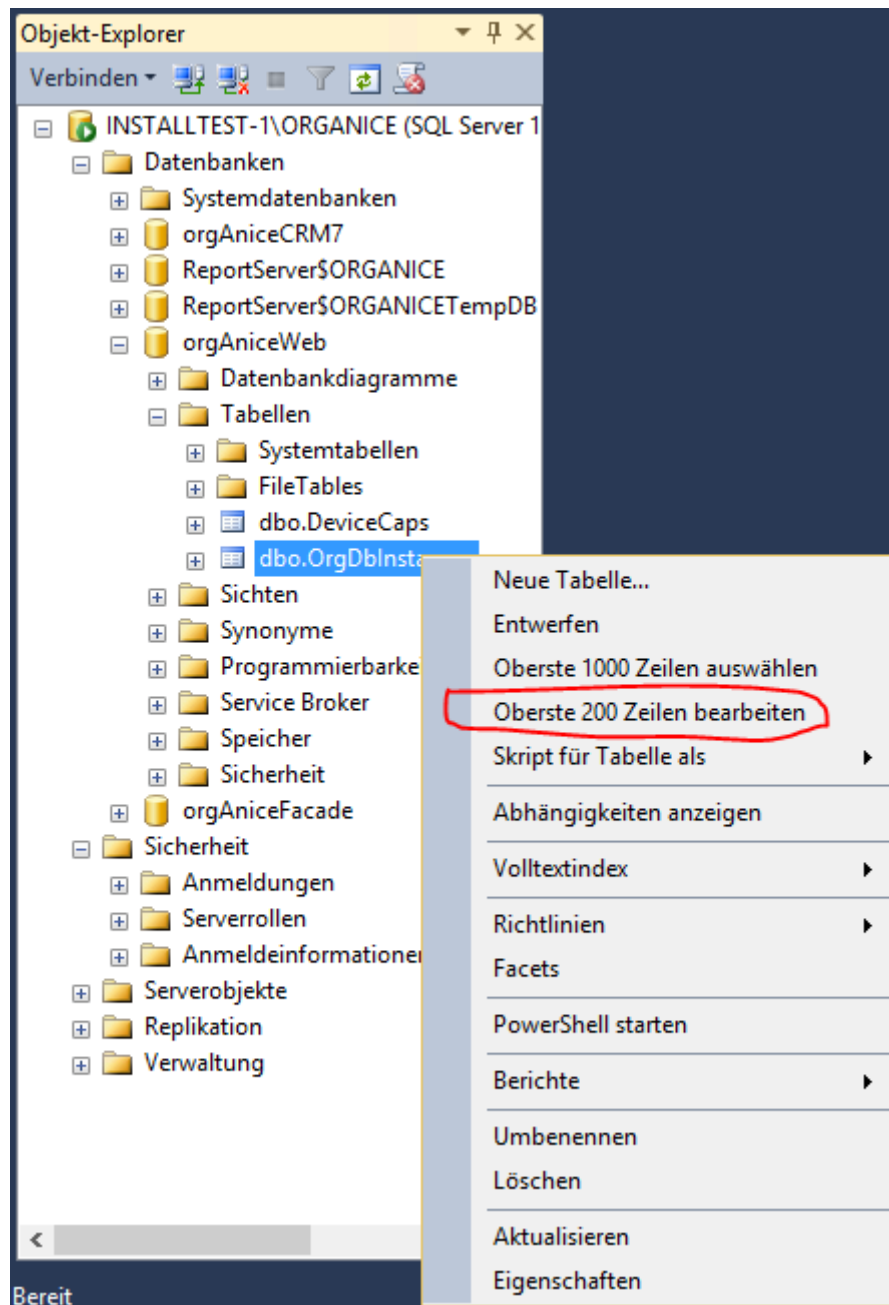 Objekt-Explorer
Verbinden
INSTALLTEST-1\ORGANICE (SQL Server 1
Datenbanken
Systemdatenbanken
orgAniceCRM7
ReportServer$ORGANICE
ReportServer$ORGANICETempDB
orgAniceWeb
Datenbankdiagramme
Tabellen
Systemtabellen
FileTables
dbo.DeviceCaps
dbo.OrgDbInsta
Sichten
Synonyme
Programmierbarke
Service Broker
Speicher
Sicherheit
orgAniceFacade
Sicherheit
Anmeldungen
Serverrollen
Anmeldeinformationen
Serverobjekte
Replikation
Verwaltung
Bereit
Neue Tabelle...
Entwerfen
Oberste 1000 Zeilen auswählen
Oberste 200 Zeilen bearbeiten
Skript für Tabelle als
Abhängigkeiten anzeigen
Volltextindex
Richtlinien
Facets
PowerShell starten
Berichte
Umbenennen
Löschen
Aktualisieren
Eigenschaften